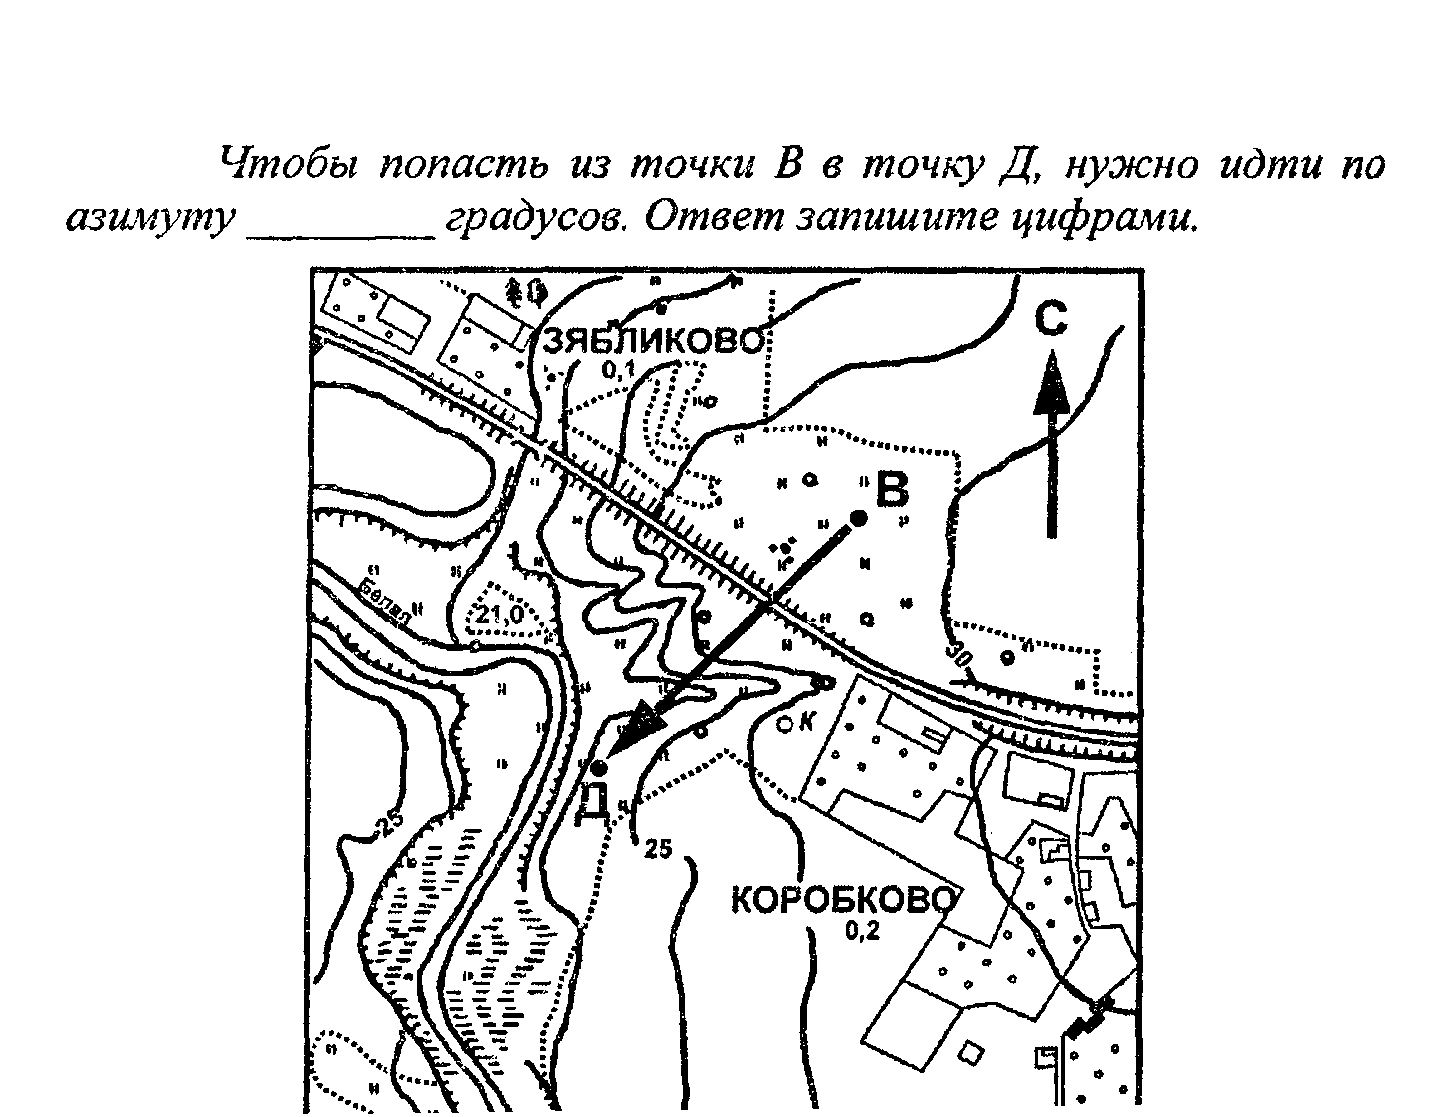 Чтобы попасть из точки В в точку Д, нужно идти по
азимуту ________ градусов. Ответ запишите цифрами.
С
ЗЯБЛИКОВО
0,1
В
Белая
21,0
30
К
Д
25
25
КОРОБКОВО
0,2